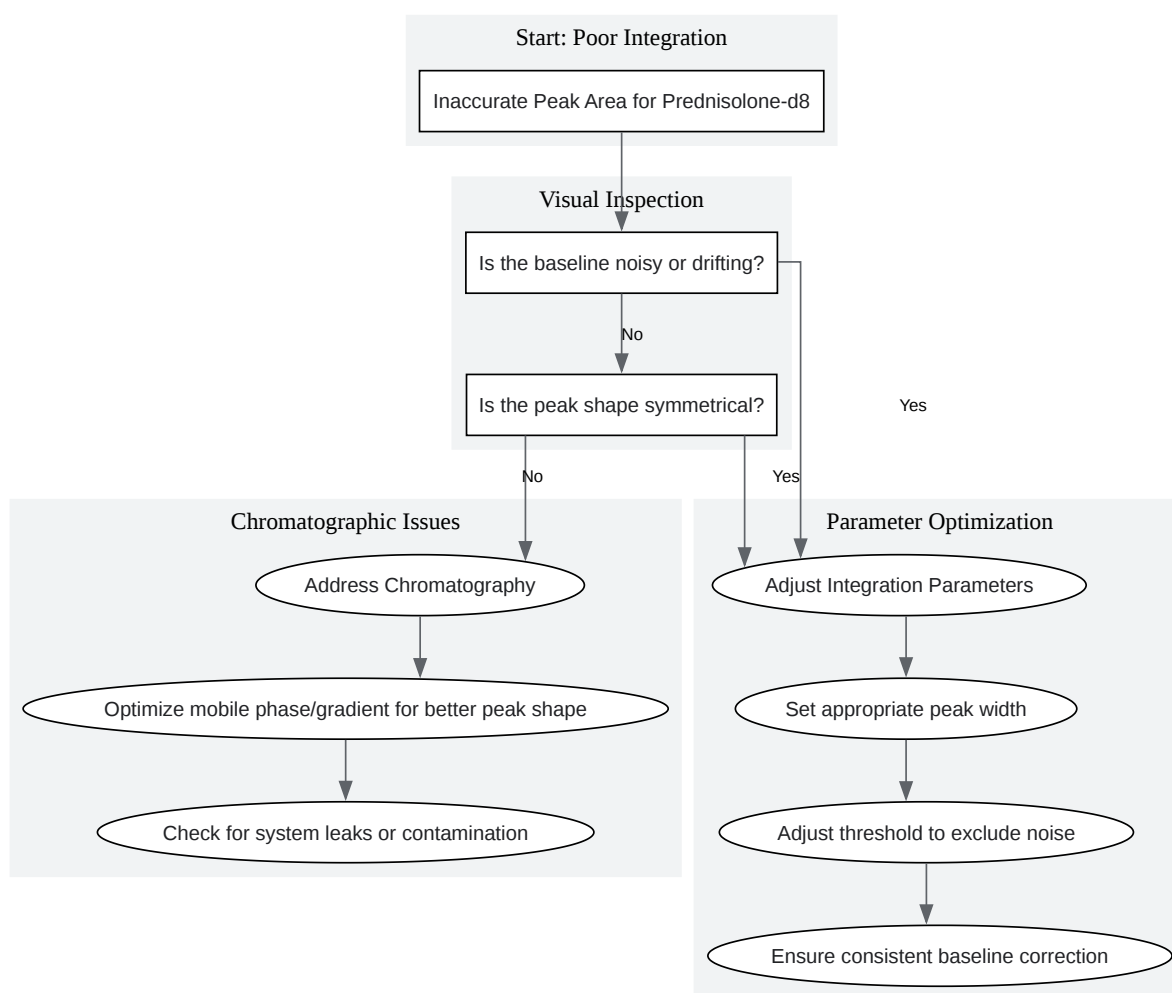 Start: Poor Integration
Inaccurate Peak Area for Prednisolone-d8
Visual Inspection
Is the baseline noisy or drifting?
No
Is the peak shape symmetrical?
Yes
No
Yes
Chromatographic Issues
Parameter Optimization
Address Chromatography
Adjust Integration Parameters
Optimize mobile phase/gradient for better peak shape
Set appropriate peak width
Check for system leaks or contamination
Adjust threshold to exclude noise
Ensure consistent baseline correction